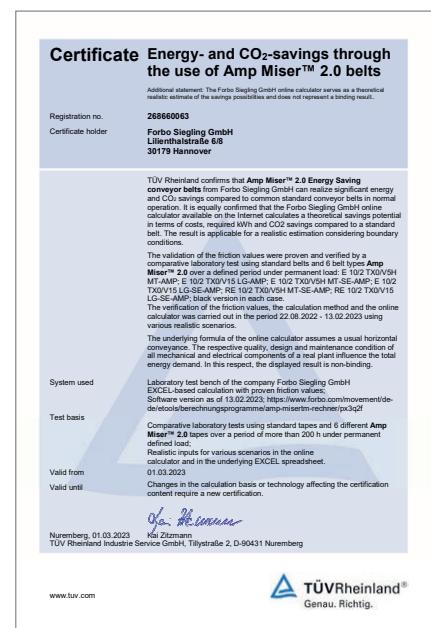 Certificate
Energy- and CO₂-savings through
the use of Amp Miser™ 2.0 belts
Additional statement: The Forbo Siegling GmbH online calculator serves as a theoretical
realistic estimate of the savings possibilities and does not represent a binding result..
Registration no.
268660063
Certificate holder
Forbo Siegling GmbH
Lilienthalstraße 6/8
30179 Hannover
TÜV Rheinland confirms that Amp Miser™ 2.0 Energy Saving
conveyor belts from Forbo Siegling GmbH can realize significant energy
and CO₂ savings compared to common standard conveyor belts in normal
operation. It is equally confirmed that the Forbo Siegling GmbH online
calculator available on the Internet calculates a theoretical savings potential
in terms of costs, required kWh and CO2 savings compared to a standard
belt. The result is applicable for a realistic estimation considering boundary
conditions.
The validation of the friction values were proven and verified by a
comparative laboratory test using standard belts and 6 belt types Amp
Miser™ 2.0 over a defined period under permanent load: E 10/2 TX0/V5H
MT-AMP; E 10/2 TX0/V15 LG-AMP; E 10/2 TX0/V5H MT-SE-AMP; E 10/2
TX0/V15 LG-SE-AMP; RE 10/2 TX0/V5H MT-SE-AMP; RE 10/2 TX0/V15
LG-SE-AMP; black version in each case.
The verification of the friction values, the calculation method and the online
calculator was carried out in the period 22.08.2022 - 13.02.2023 using
various realistic scenarios.
The underlying formula of the online calculator assumes a usual horizontal
conveyance. The respective quality, design and maintenance condition of
all mechanical and electrical components of a real plant influence the total
energy demand. In this respect, the displayed result is non-binding.
System used
Laboratory test bench of the company Forbo Siegling GmbH
EXCEL-based calculation with proven friction values;
Software version as of 13.02.2023; https://www.forbo.com/movement/de-
de/etools/berechnungsprogramme/amp-misertm-rechner/px3q2f
Test basis
Comparative laboratory tests using standard tapes and 6 different Amp
Miser™ 2.0 tapes over a period of more than 200 h under permanent
defined load;
Realistic inputs for various scenarios in the online
calculator and in the underlying EXCEL spreadsheet.
Valid from
01.03.2023
Valid until
Changes in the calculation basis or technology affecting the certification
content require a new certification.
Nuremberg, 01.03.2023
Kai Zitzmann
TÜV Rheinland Industrie Service GmbH, Tillystraße 2, D-90431 Nuremberg
www.tuv.com
TÜVRheinland®
Genau. Richtig.